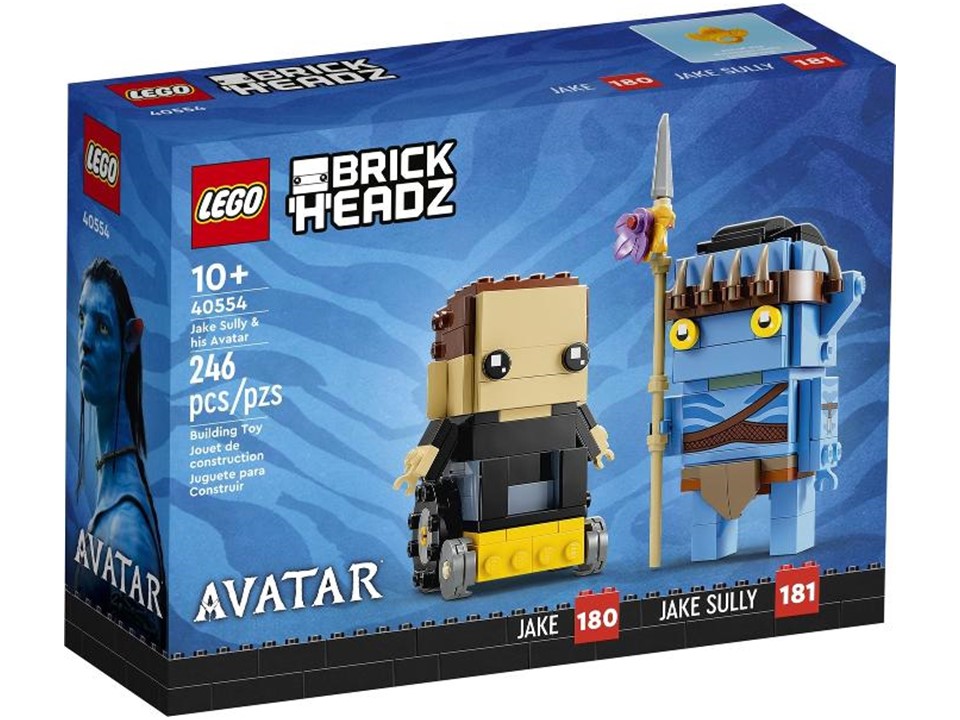 LEGO
BRICK
HEADZ
40554
JAKE 180 JAKE SULLY 181
LEGO
40554
AVATAR
LEGO
BRICK
HEADZ
10+
40554
Jake Sully &
his Avatar
246
pcs/pzs
Building Toy
Jouet de
construction
Juguete para
Construir
AVATAR
JAKE 180
JAKE SULLY 181